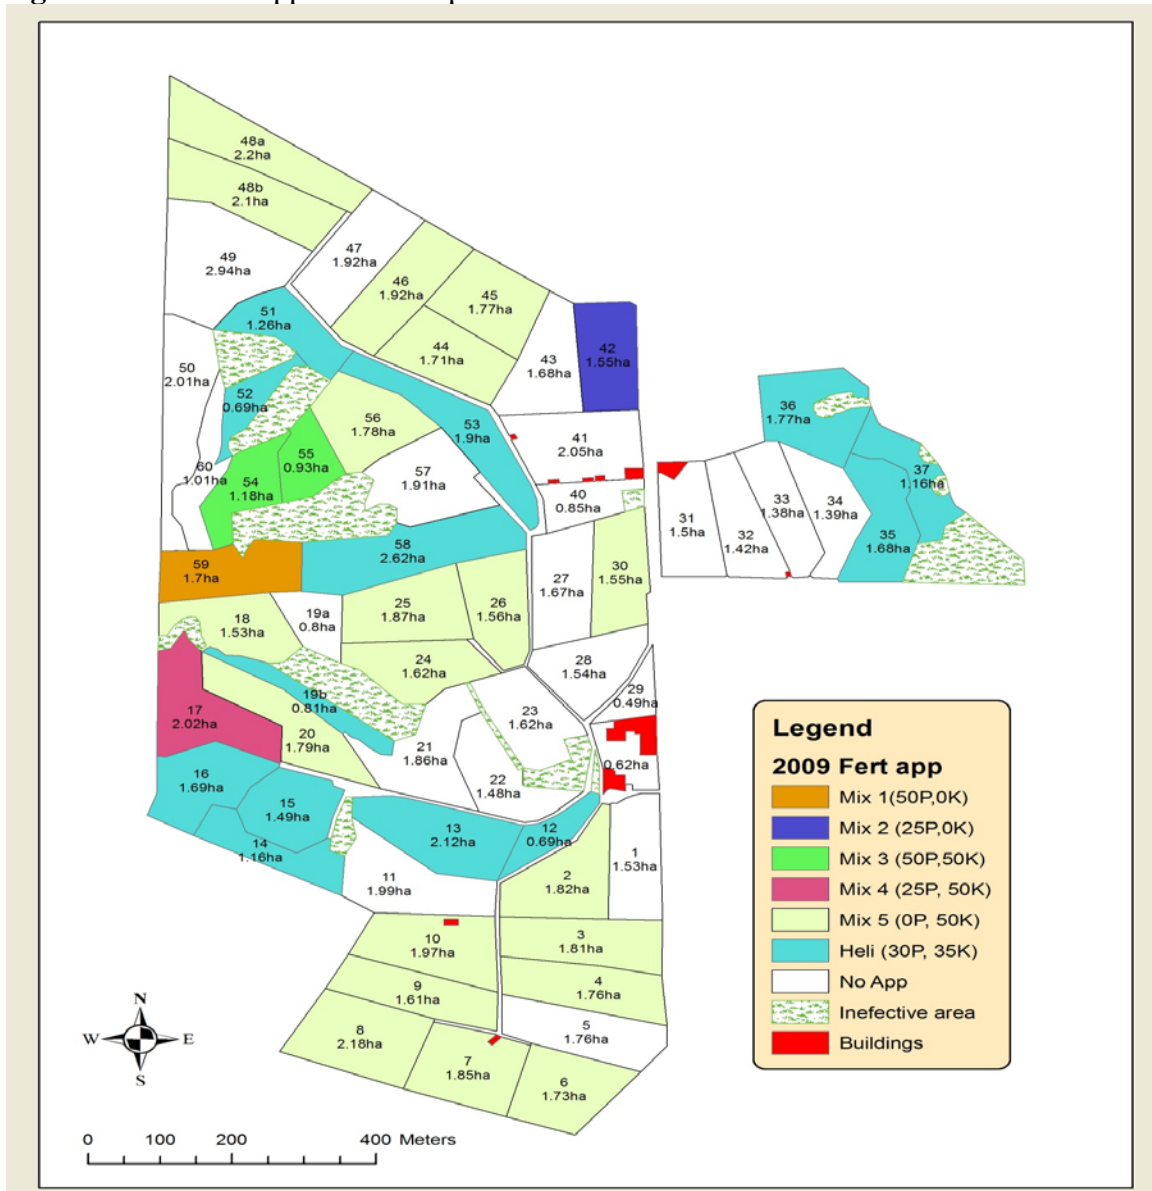 48a
2.2ha
48b
2.1ha
49
2.94ha
47
1.92ha
46
1.92ha
45
1.77ha
44
1.71ha
43
1.68ha
42
1.55ha
51
1.26ha
50
2.01ha
52
0.69ha
53
1.9ha
56
1.78ha
41
2.05ha
36
1.77ha
55
0.93ha
57
1.91ha
60
1.01ha
54
1.18ha
40
0.85ha
37
1.16ha
33
1.38ha
34
1.39ha
31
1.5ha
32
1.42ha
35
1.68ha
58
2.62ha
59
1.7ha
27
1.67ha
30
1.55ha
25
1.87ha
26
1.56ha
19a
0.8ha
18
1.53ha
24
1.62ha
28
1.54ha
29
0.49ha
19b
0.81ha
23
1.62ha
17
2.02ha
20
1.79ha
21
1.86ha
0.62ha
22
1.48ha
16
1.69ha
15
1.49ha
13
2.12ha
12
0.69ha
14
1.16ha
1
1.53ha
2
1.82ha
11
1.99ha
10
1.97ha
3
1.81ha
4
1.76ha
9
1.61ha
5
1.76ha
8
2.18ha
7
1.85ha
6
1.73ha
Legend
2009 Fert app
Mix 1(50P,0K)
Mix 2 (25P,0K)
Mix 3 (50P,50K)
Mix 4 (25P, 50K)
Mix 5 (0P, 50K)
Heli (30P, 35K)
No App
Inefective area
Buildings
N
W E
S
0 100 200 400 Meters